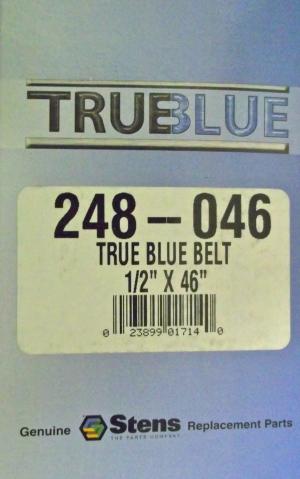 TRUEBLUE
248-046
TRUE BLUE BELT
1/2" X 46"
0 23899 01714 0
Genuine Stens Replacement Parts
THE PARTS COMPANY